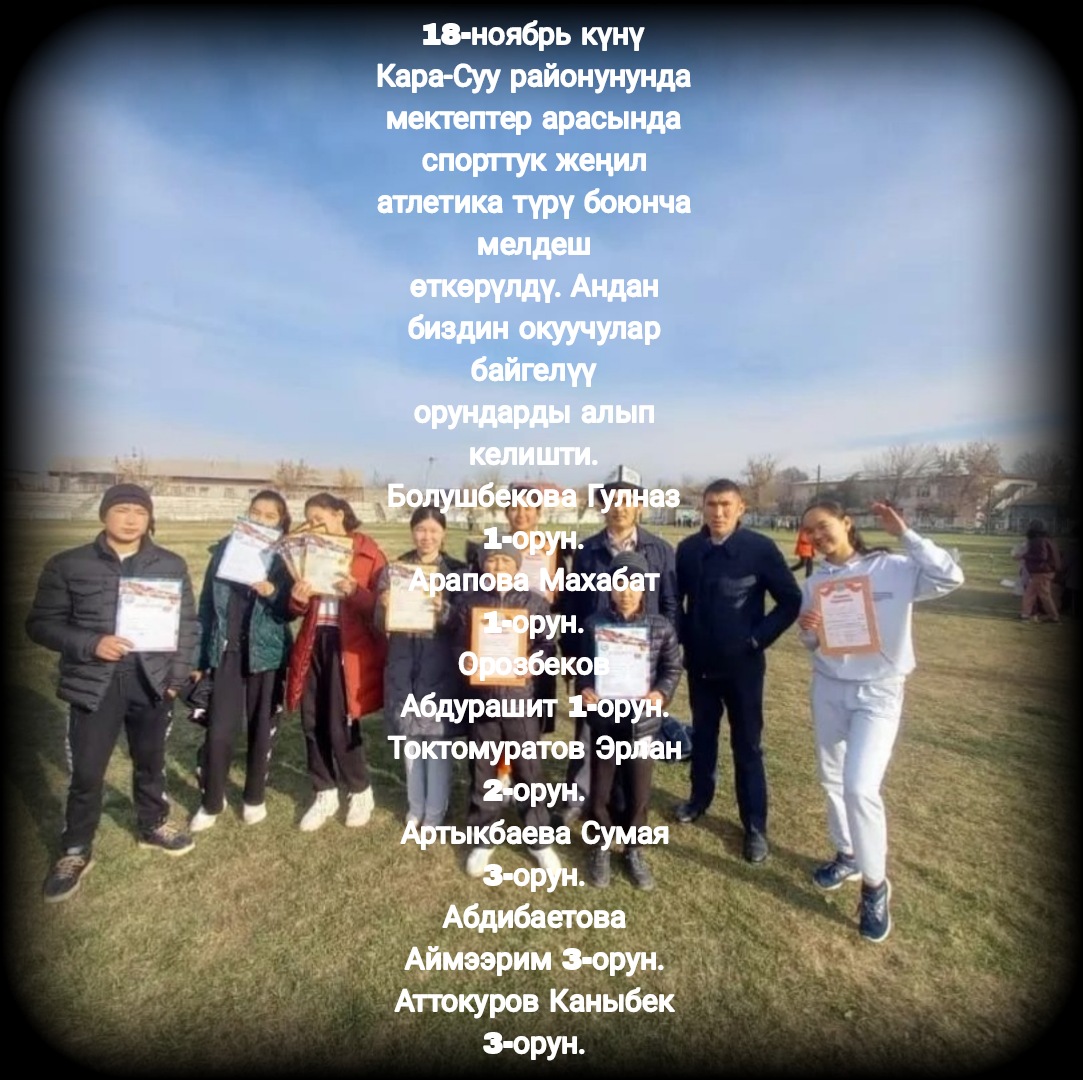 18-ноябрь күнү
Кара-Суу районунунда
мектептер арасында
спорттук жеңил
атлетика түрү боюнча
мелдеш
өткөрүлдү. Андан
биздин окуучулар
байгелүү
орундарды алып
келишти.
Болушбекова Гулназ
1-орун.
Арапова Махабат
1-орун.
Орозбеков
Абдурашит 1-орун.
Токтомуратов Эрлан
2-орун.
Артыкбаева Сумая
3-орун.
Абдибаетова
Аймээрим 3-орун.
Аттокуров Каныбек
3-орун.